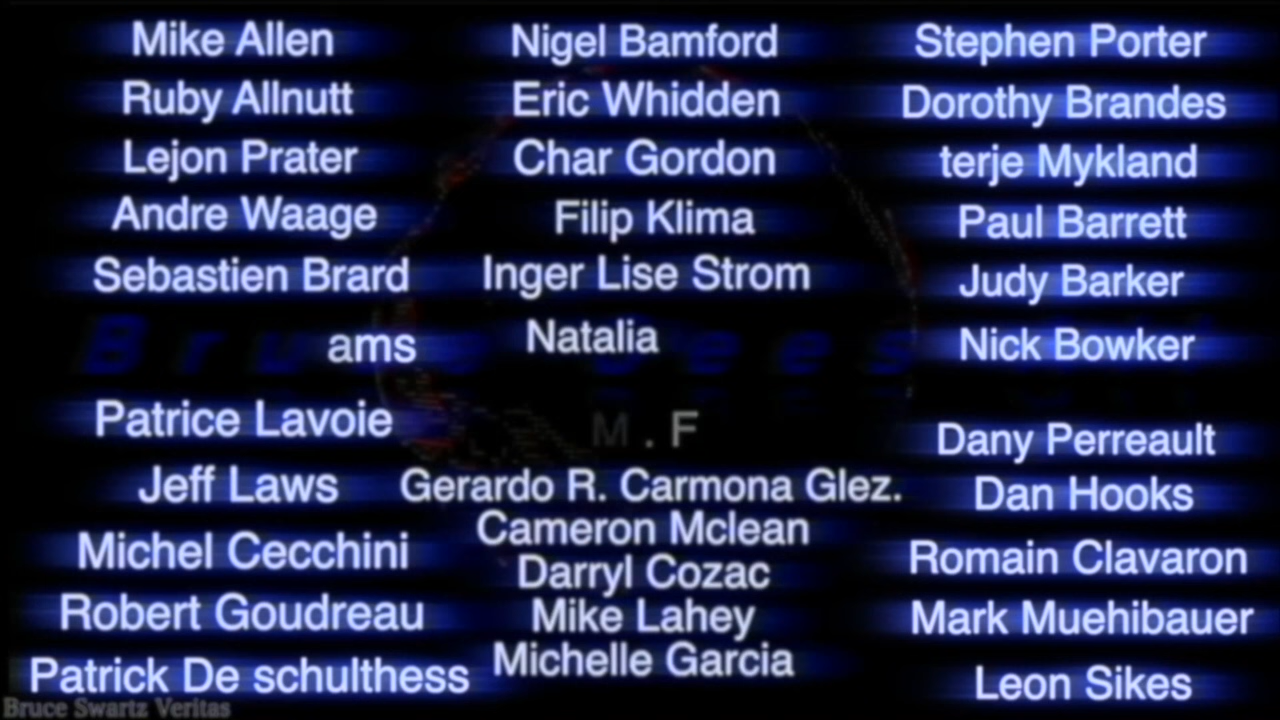 Mike Allen
Ruby Allnutt
Lejon Prater
Andre Waage
Sebastien Brard
ams
Patrice Lavoie
Jeff Laws
Michel Cecchini
Robert Goudreau
Patrick De schulthess
Nigel Bamford
Eric Whidden
Char Gordon
Filip Klima
Inger Lise Strom
Natalia
M . F
Gerardo R. Carmona Glez.
Cameron Mclean
Darryl Cozac
Mike Lahey
Michelle Garcia
Stephen Porter
Dorothy Brandes
terje Mykland
Paul Barrett
Judy Barker
Nick Bowker
Dany Perreault
Dan Hooks
Romain Clavaron
Mark Muehibauer
Leon Sikes
Bruce Swartz Veritas